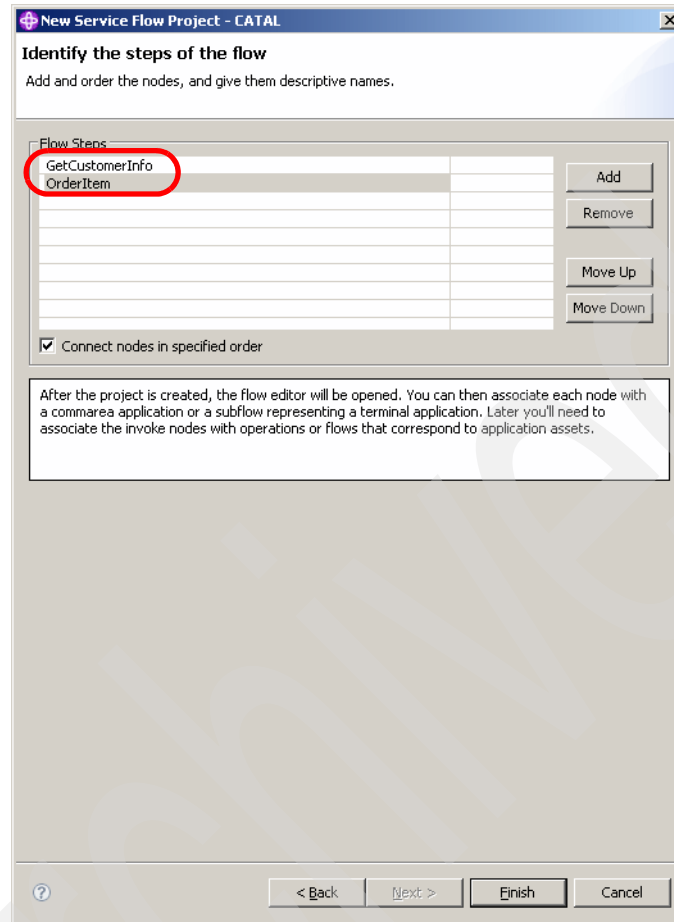 New Service Flow Project - CATAL
Identify the steps of the flow
Add and order the nodes, and give them descriptive names.
Flow Steps
GetCustomerInfo
OrderItem
Add
Remove
Move Up
Move Down
Connect nodes in specified order
After the project is created, the flow editor will be opened. You can then associate each node with
a commarea application or a subflow representing a terminal application. Later you'll need to
associate the invoke nodes with operations or flows that correspond to application assets.
?
< Back
Next >
Finish
Cancel